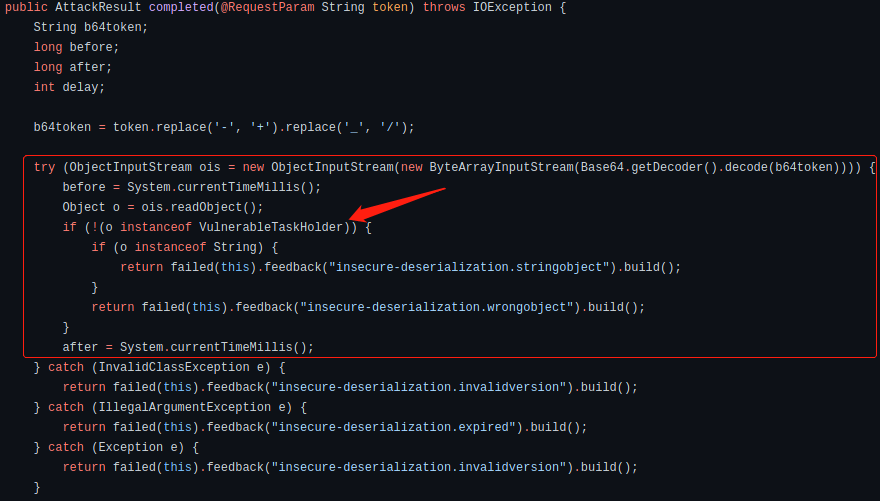 public AttackResult completed(@RequestParam String token) throws IOException {
    String b64token;
    long before;
    long after;
    int delay;

    b64token = token.replace('-', '+').replace('_', '/');

    try (ObjectInputStream ois = new ObjectInputStream(new ByteArrayInputStream(Base64.getDecoder().decode(b64token)))) {
        before = System.currentTimeMillis();
        Object o = ois.readObject();
        if (!(o instanceof VulnerableTaskHolder)) {
            if (o instanceof String) {
                return failed(this).feedback("insecure-deserialization.stringobject").build();
            }
            return failed(this).feedback("insecure-deserialization.wrongobject").build();
        }
        after = System.currentTimeMillis();
    } catch (InvalidClassException e) {
        return failed(this).feedback("insecure-deserialization.invalidversion").build();
    } catch (IllegalArgumentException e) {
        return failed(this).feedback("insecure-deserialization.expired").build();
    } catch (Exception e) {
        return failed(this).feedback("insecure-deserialization.invalidversion").build();
    }